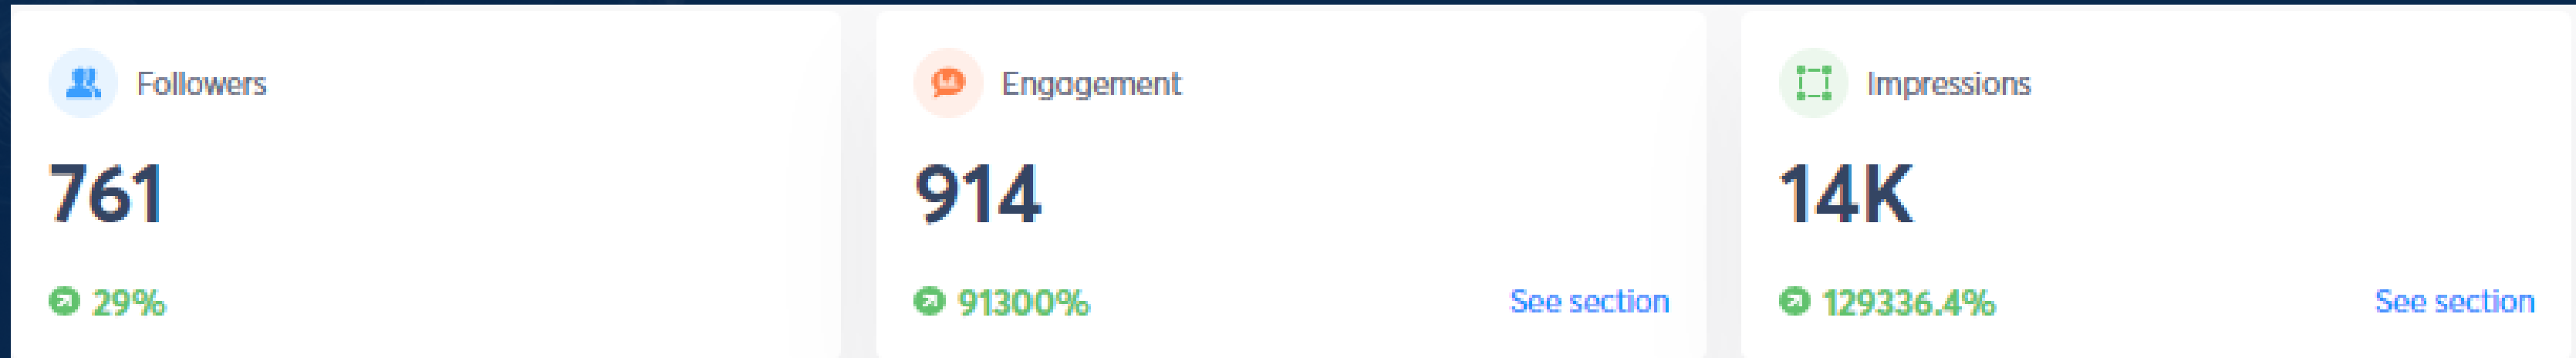 Followers
761
29%
Engagement
914
91300%
See section
Impressions
14K
129336.4%
See section